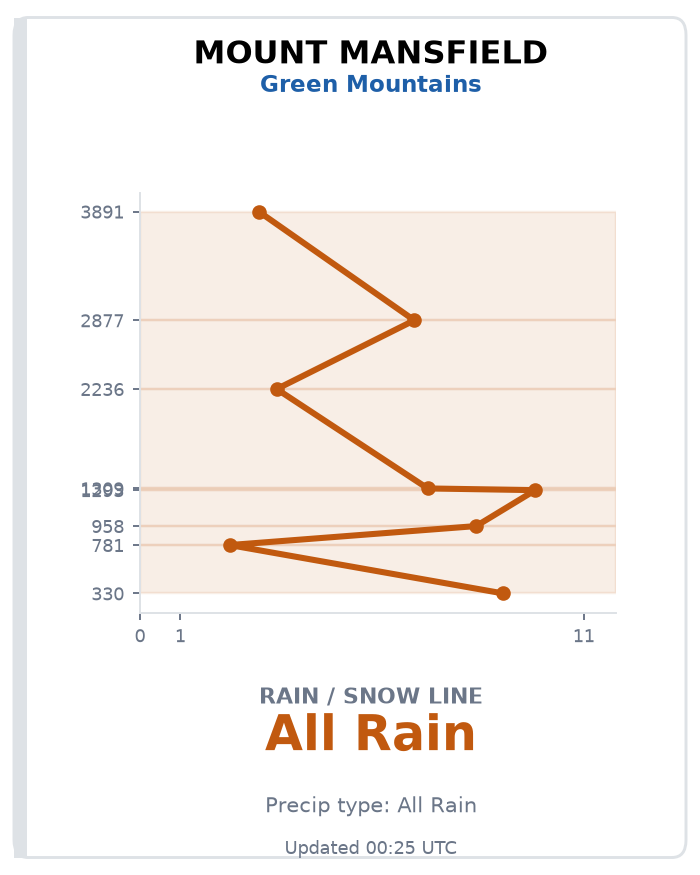 MOUNT MANSFIELD
Green Mountains
3891
2877
2236
958
781
330
0 1 11
RAIN / SNOW LINE
All Rain
Precip type: All Rain
Updated 00:25 UTC